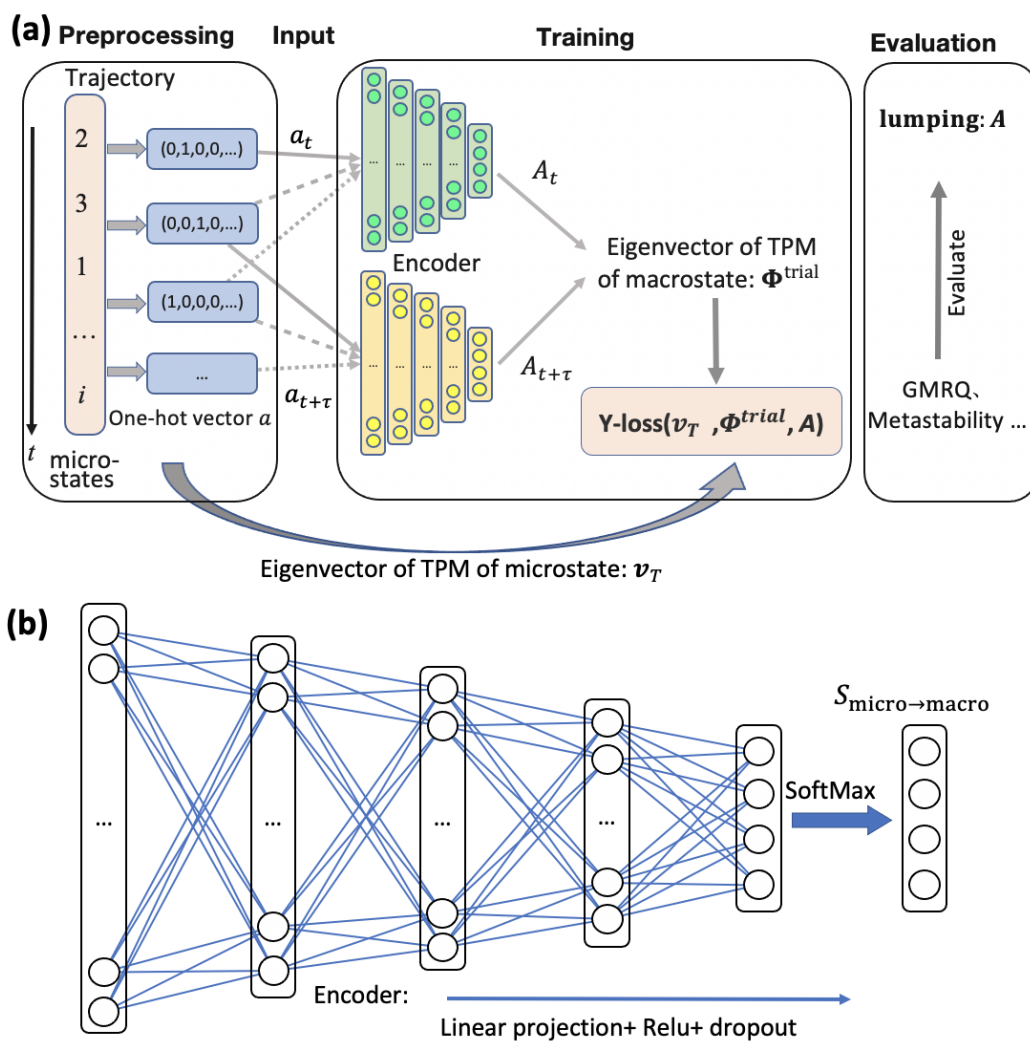 (a) Preprocessing Input Training Evaluation
Trajectory
2
3
1
...
i
t
(0,1,0,0,...)
(0,0,1,0,...)
(1,0,0,0,...)
...
One-hot vector a
micro-
states
a_t
a_{t+τ}
...
...
...
...
Encoder
...
...
...
...
A_t
A_{t+τ}
Eigenvector of TPM
of macrostate: Φ^trial
Y-loss(v_T ,Φ^trial, A)
lumping: A
Evaluate
GMRQ、
Metastability ...
Eigenvector of TPM of microstate: v_T
(b)
...
...
...
...
SoftMax
S_{micro→macro}
Encoder:
Linear projection+ Relu+ dropout